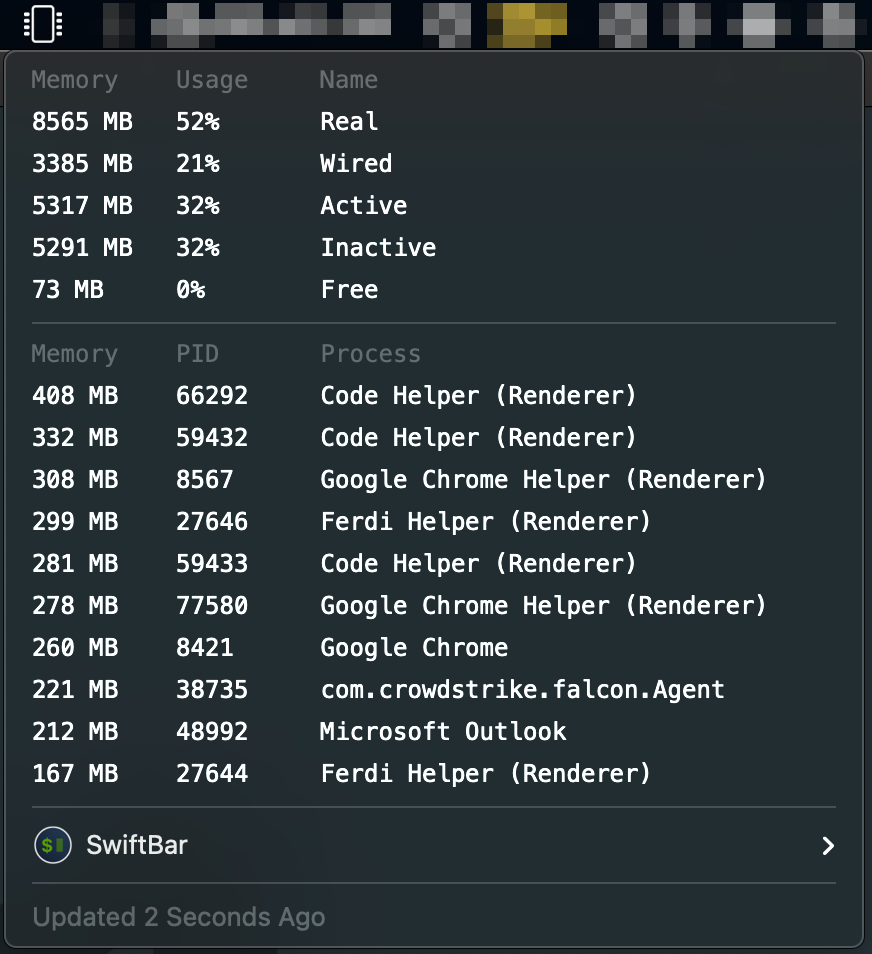 Memory Usage Name
8565 MB 52% Real
3385 MB 21% Wired
5317 MB 32% Active
5291 MB 32% Inactive
73 MB 0% Free
Memory PID Process
408 MB 66292 Code Helper (Renderer)
332 MB 59432 Code Helper (Renderer)
308 MB 8567 Google Chrome Helper (Renderer)
299 MB 27646 Ferdi Helper (Renderer)
281 MB 59433 Code Helper (Renderer)
278 MB 77580 Google Chrome Helper (Renderer)
260 MB 8421 Google Chrome
221 MB 38735 com.crowdstrike.falcon.Agent
212 MB 48992 Microsoft Outlook
167 MB 27644 Ferdi Helper (Renderer)
$ SwiftBar
Updated 2 Seconds Ago